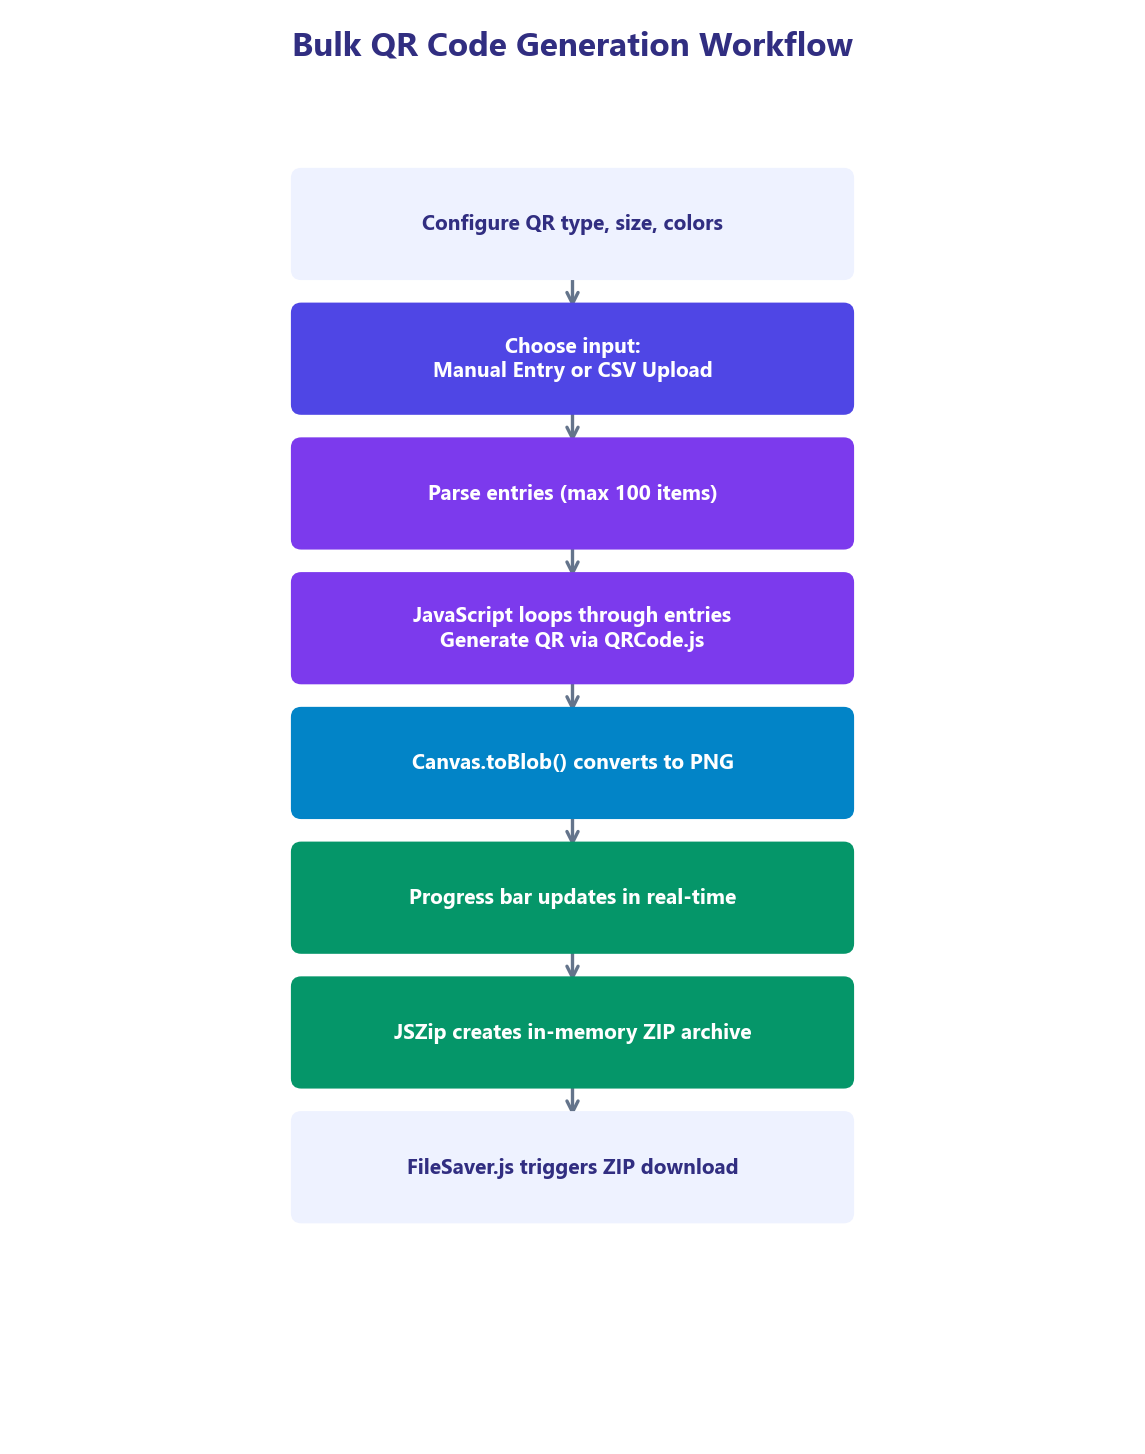 Bulk QR Code Generation Workflow
Configure QR type, size, colors
Choose input:
Manual Entry or CSV Upload
Parse entries (max 100 items)
JavaScript loops through entries
Generate QR via QRCode.js
Canvas.toBlob() converts to PNG
Progress bar updates in real-time
JSZip creates in-memory ZIP archive
FileSaver.js triggers ZIP download